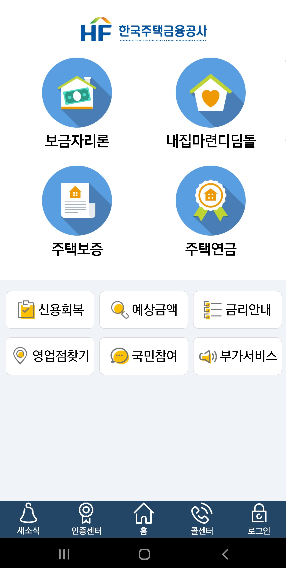 HF 한국주택금융공사
보금자리론 내집마련디딤돌
주택보증 주택연금
신용회복 예상금액 금리안내
영업점찾기 국민참여 부가서비스
새소식 인증센터 홈 콜센터 로그인